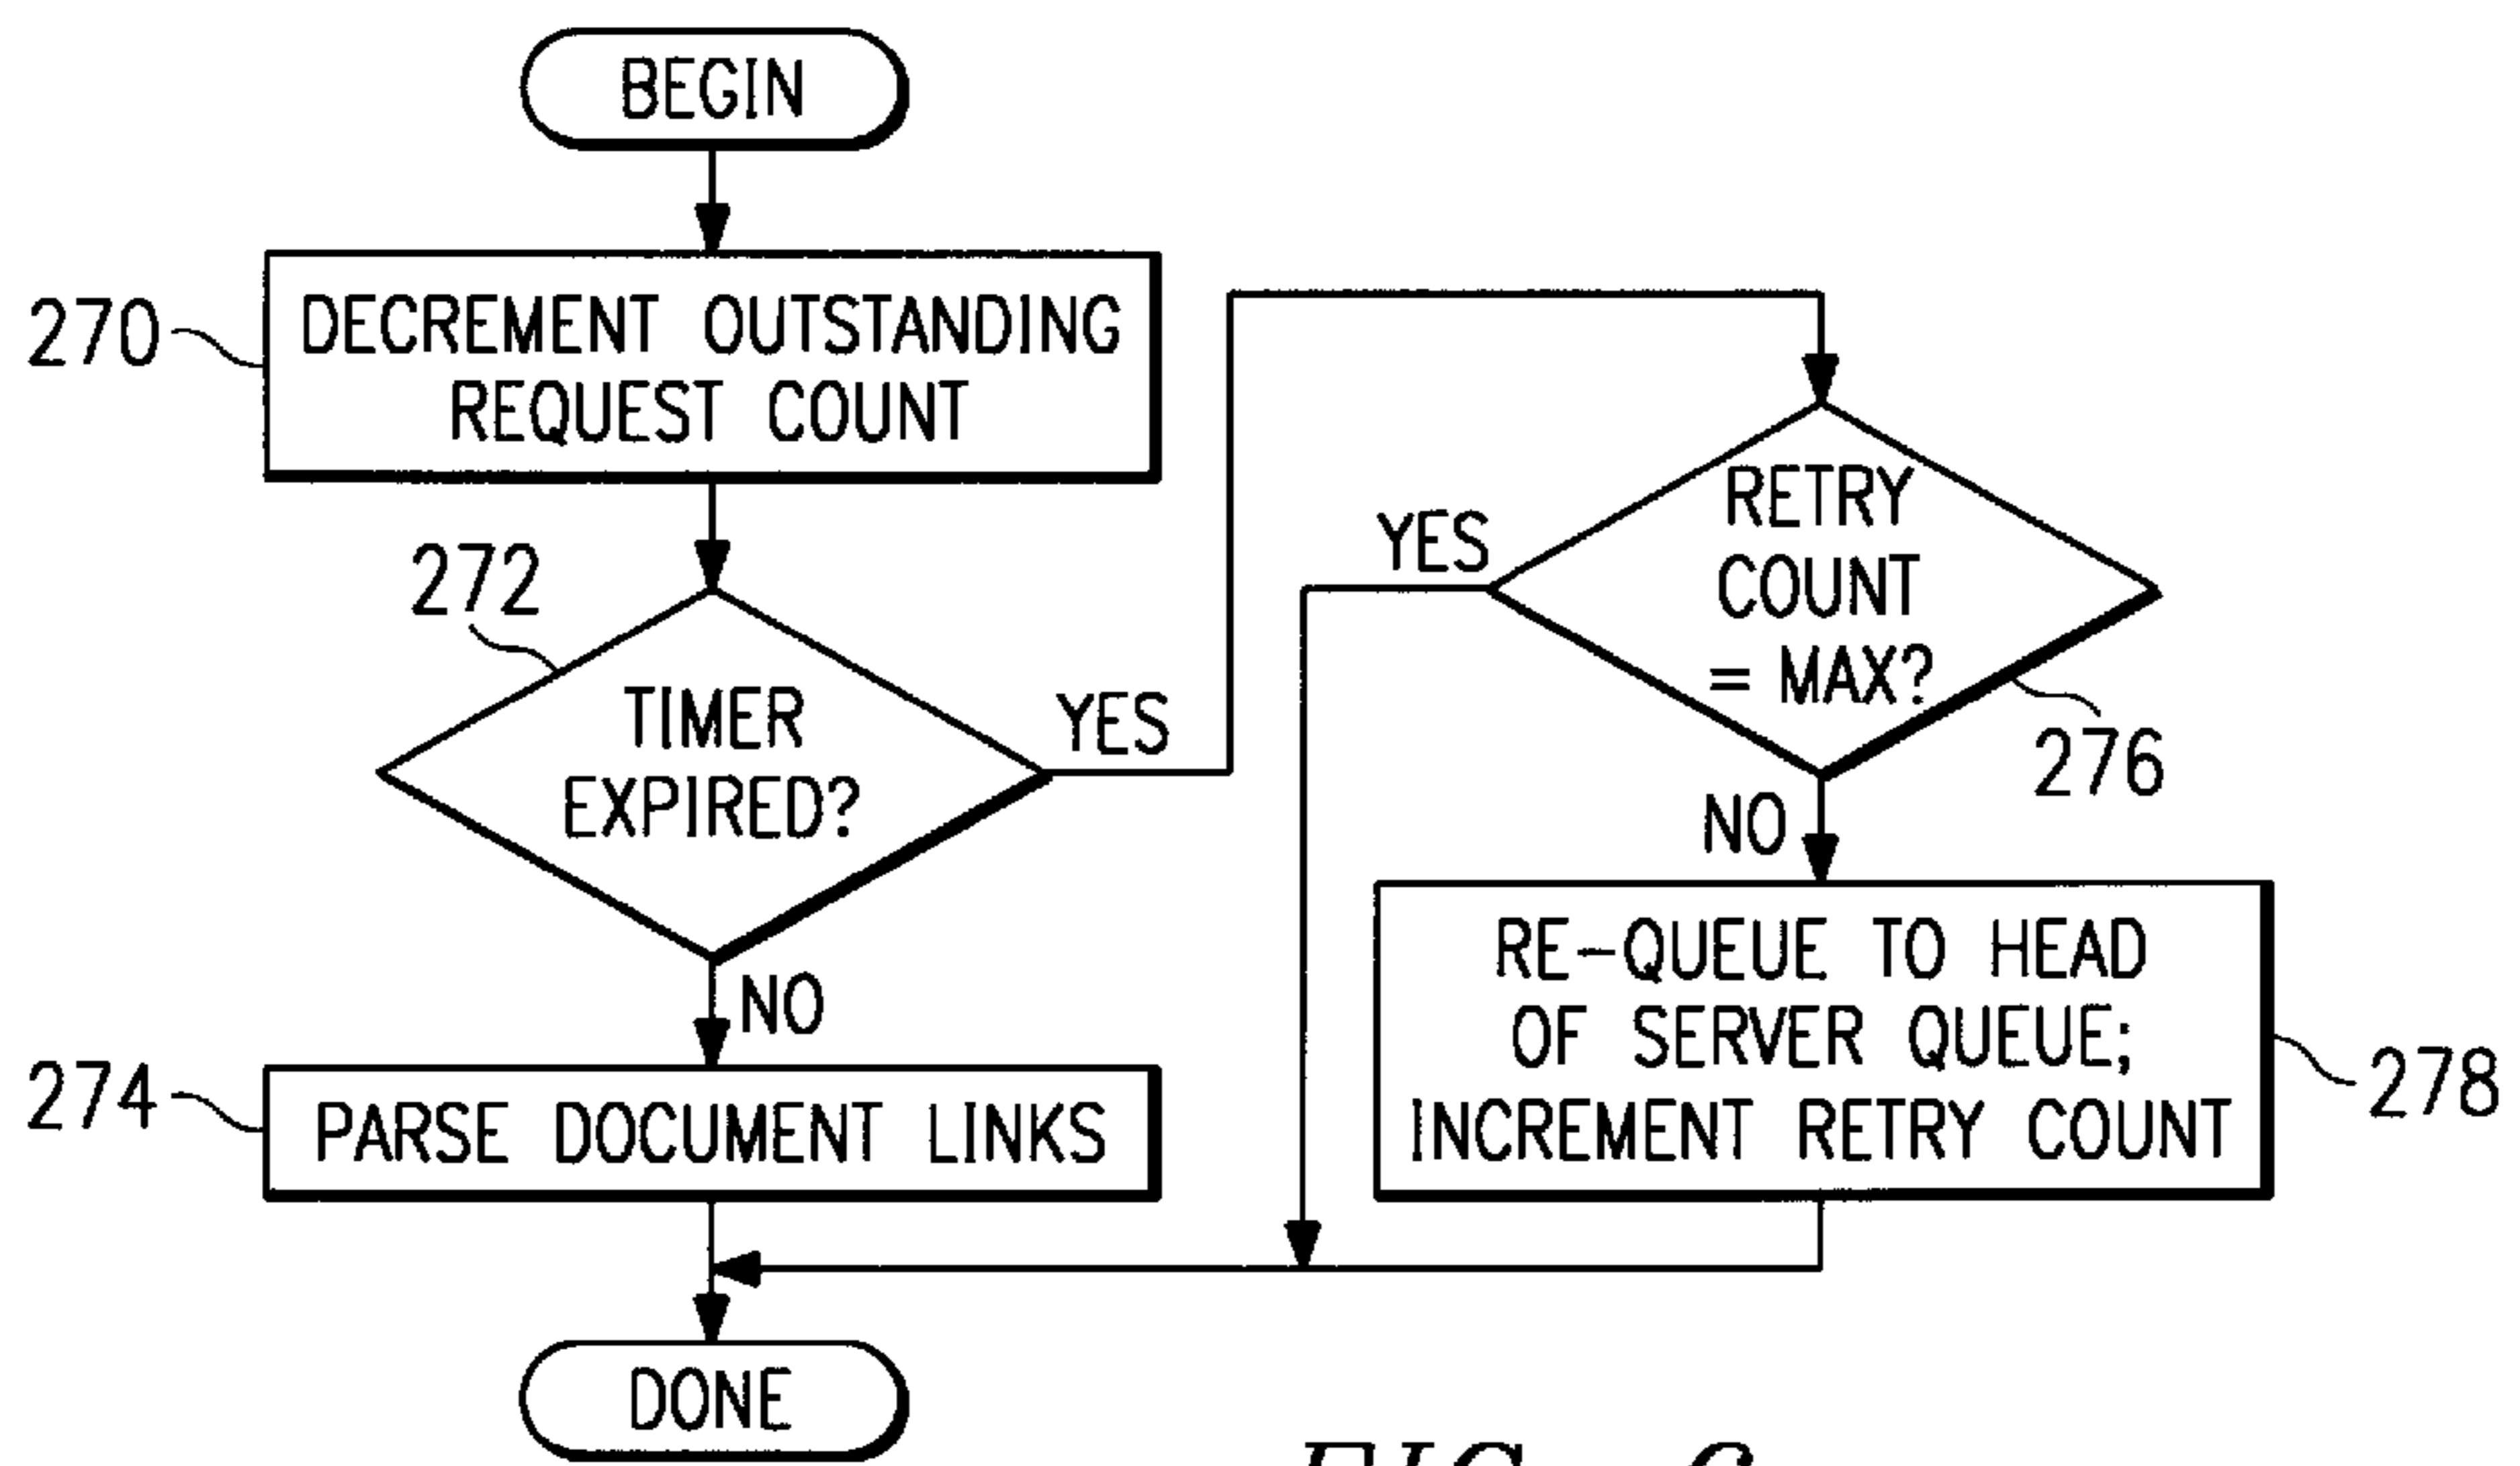 BEGIN
270
DECREMENT OUTSTANDING
REQUEST COUNT
272
TIMER
EXPIRED?
YES
NO
274
PARSE DOCUMENT LINKS
RETRY
COUNT
= MAX?
YES
276
NO
RE-QUEUE TO HEAD
OF SERVER QUEUE;
INCREMENT RETRY COUNT
278
DONE